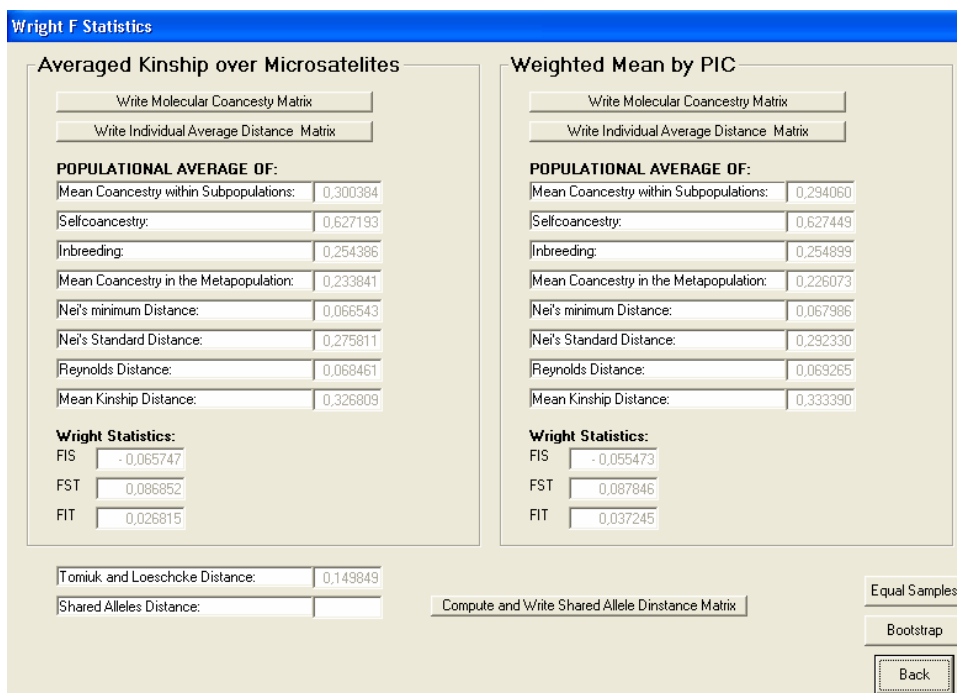 Wright F Statistics
Averaged Kinship over Microsatelites
Write Molecular Coancesty Matrix
Write Individual Average Distance Matrix
POPULATIONAL AVERAGE OF:
Mean Coancestry within Subpopulations: 0,300384
Selfcoancestry: 0,627193
Inbreeding: 0,254386
Mean Coancestry in the Metapopulation: 0,233841
Nei's minimum Distance: 0,066543
Nei's Standard Distance: 0,275811
Reynolds Distance: 0,068461
Mean Kinship Distance: 0,326809
Wright Statistics:
FIS - 0,065747
FST 0,086852
FIT 0,026815
Weighted Mean by PIC
Write Molecular Coancestry Matrix
Write Individual Average Distance Matrix
POPULATIONAL AVERAGE OF:
Mean Coancestry within Subpopulations: 0,294060
Selfcoancestry: 0,627449
Inbreeding: 0,254899
Mean Coancestry in the Metapopulation: 0,226073
Nei's minimum Distance: 0,067986
Nei's Standard Distance: 0,292330
Reynolds Distance: 0,069265
Mean Kinship Distance: 0,333390
Wright Statistics:
FIS - 0,055473
FST 0,087846
FIT 0,037245
Tomiuk and Loeschcke Distance: 0,149849
Shared Alleles Distance:
Compute and Write Shared Allele Dinstance Matrix
Equal Samples
Bootstrap
Back